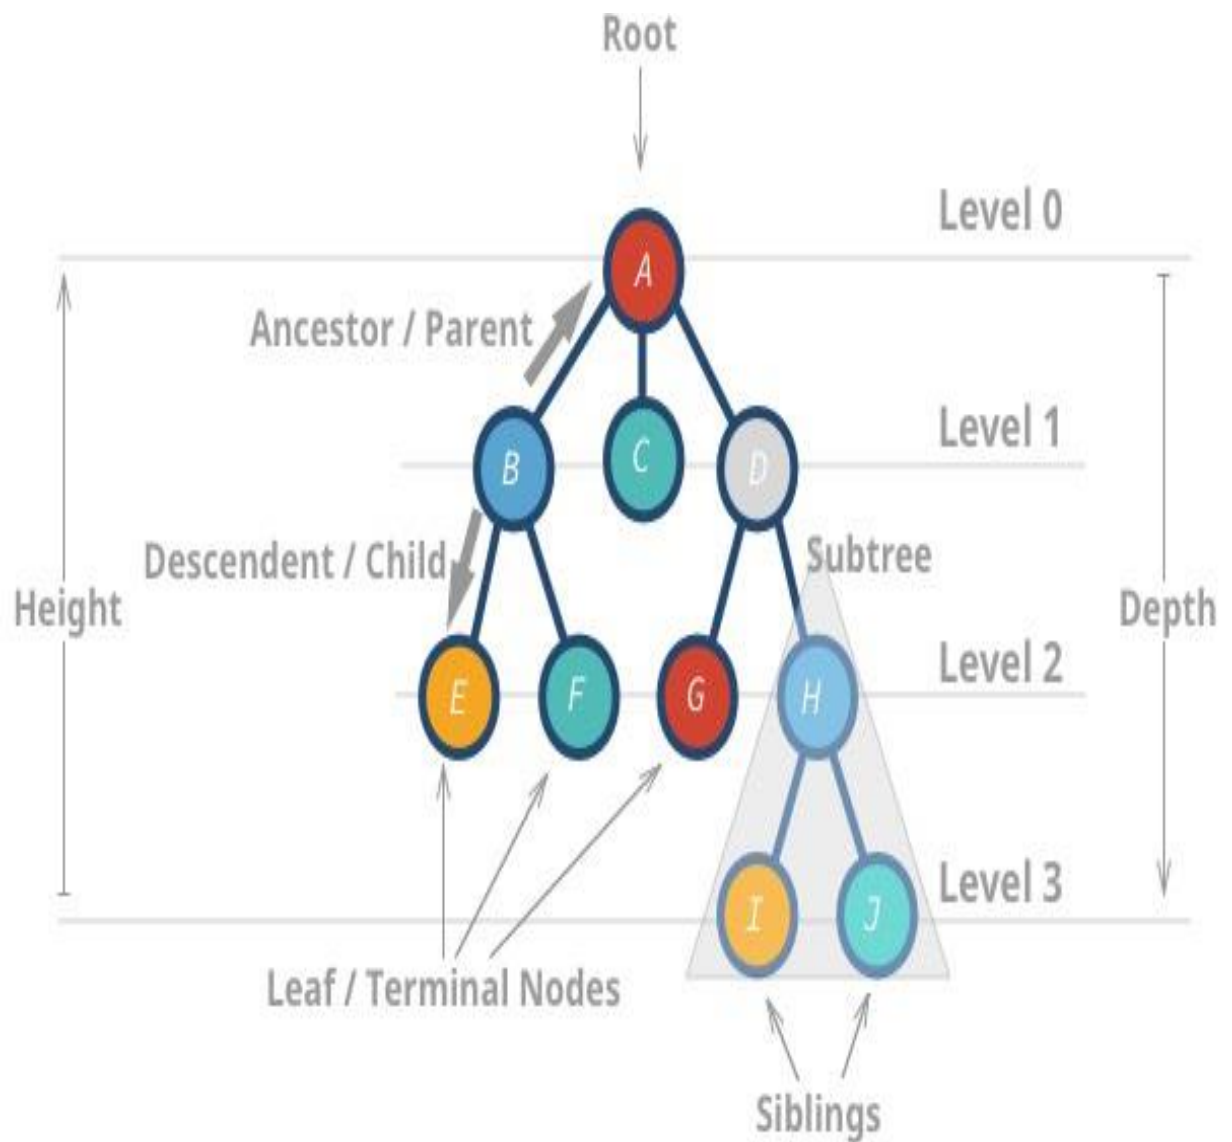 Root
Level 0
A
Ancestor / Parent
Level 1
B
C
D
Descendent / Child
Subtree
Height
Depth
Level 2
E
F
G
H
Level 3
I
J
Leaf / Terminal Nodes
Siblings